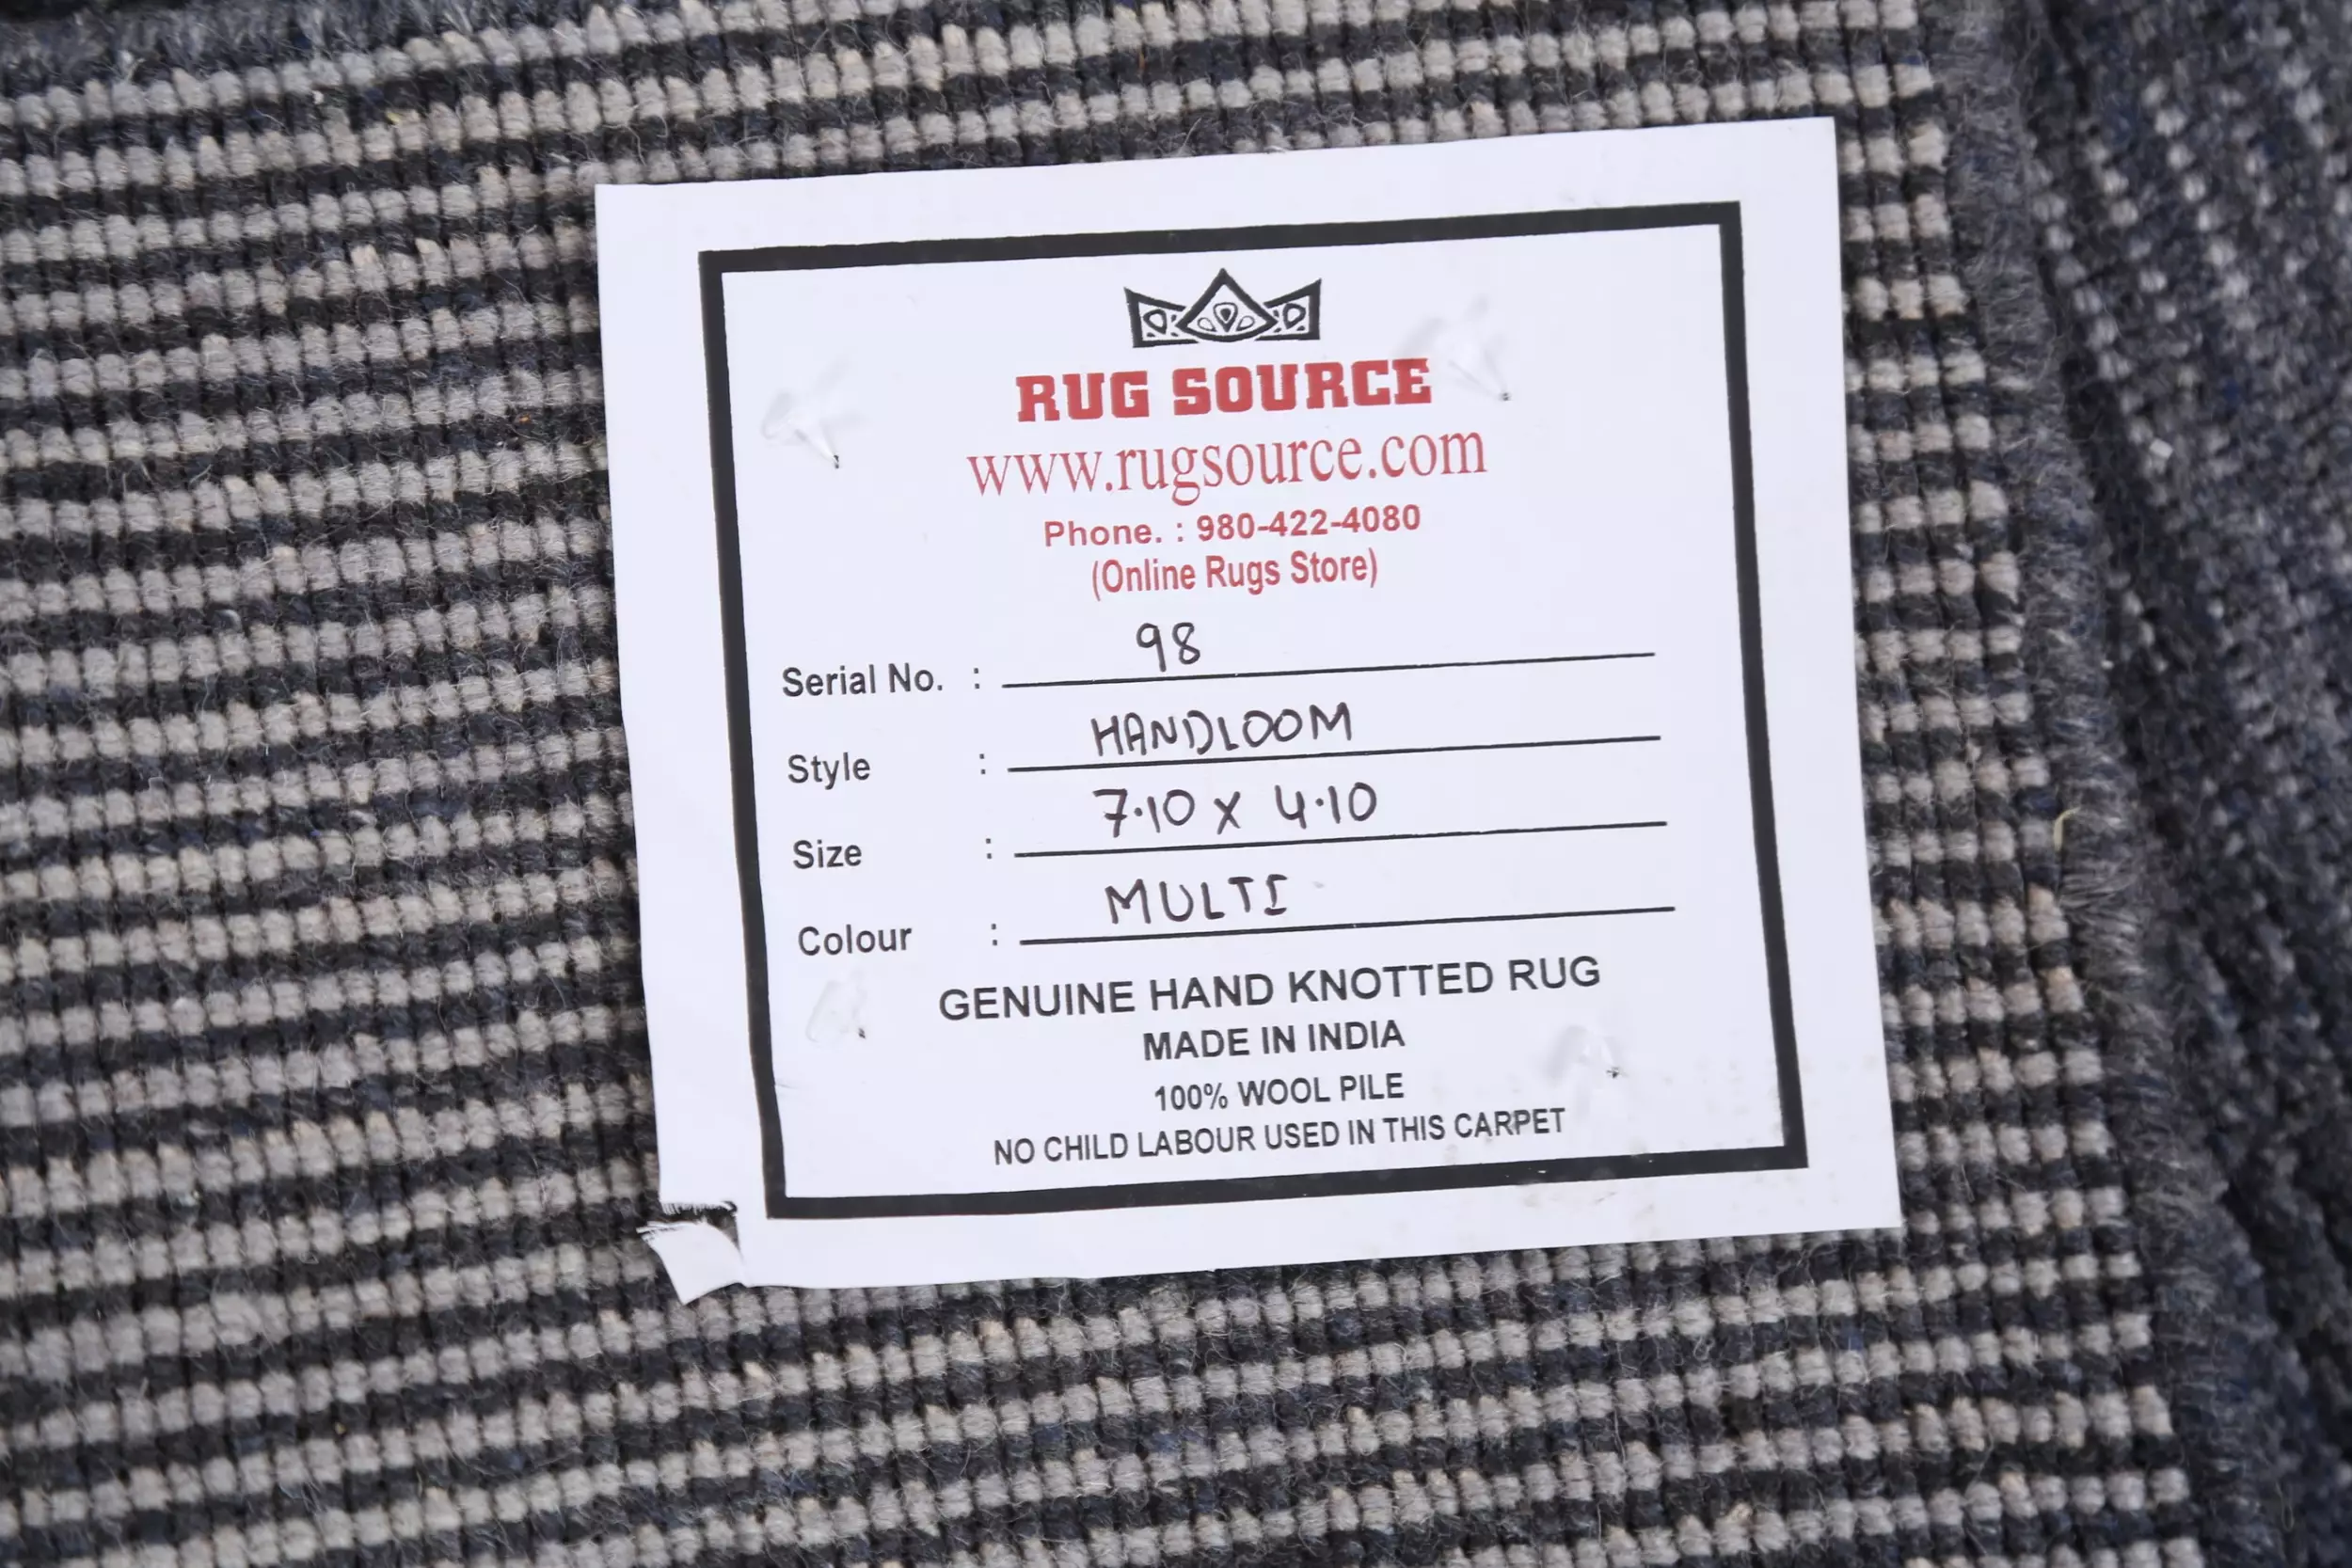 RUG SOURCE
www.rugsource.com
Phone. : 980-422-4080
(Online Rugs Store)
Serial No. : 98
Style : HANDLOOM
Size : 7·10 X 4·10
Colour : MULTI
GENUINE HAND KNOTTED RUG
MADE IN INDIA
100% WOOL PILE
NO CHILD LABOUR USED IN THIS CARPET